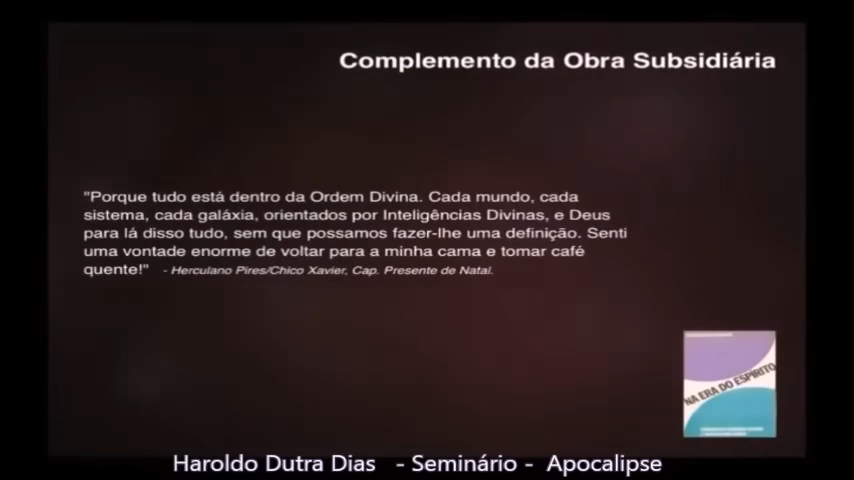 Complemento da Obra Subsidiária
"Porque tudo está dentro da Ordem Divina. Cada mundo, cada
sistema, cada galáxia, orientados por Inteligências Divinas, e Deus
para lá disso tudo, sem que possamos fazer-lhe uma definição. Senti
uma vontade enorme de voltar para a minha cama e tomar café
quente!" - Herculano Pires/Chico Xavier, Cap. Presente de Natal.
NA ERA DO ESPÍRITO
Haroldo Dutra Dias - Seminário - Apocalipse